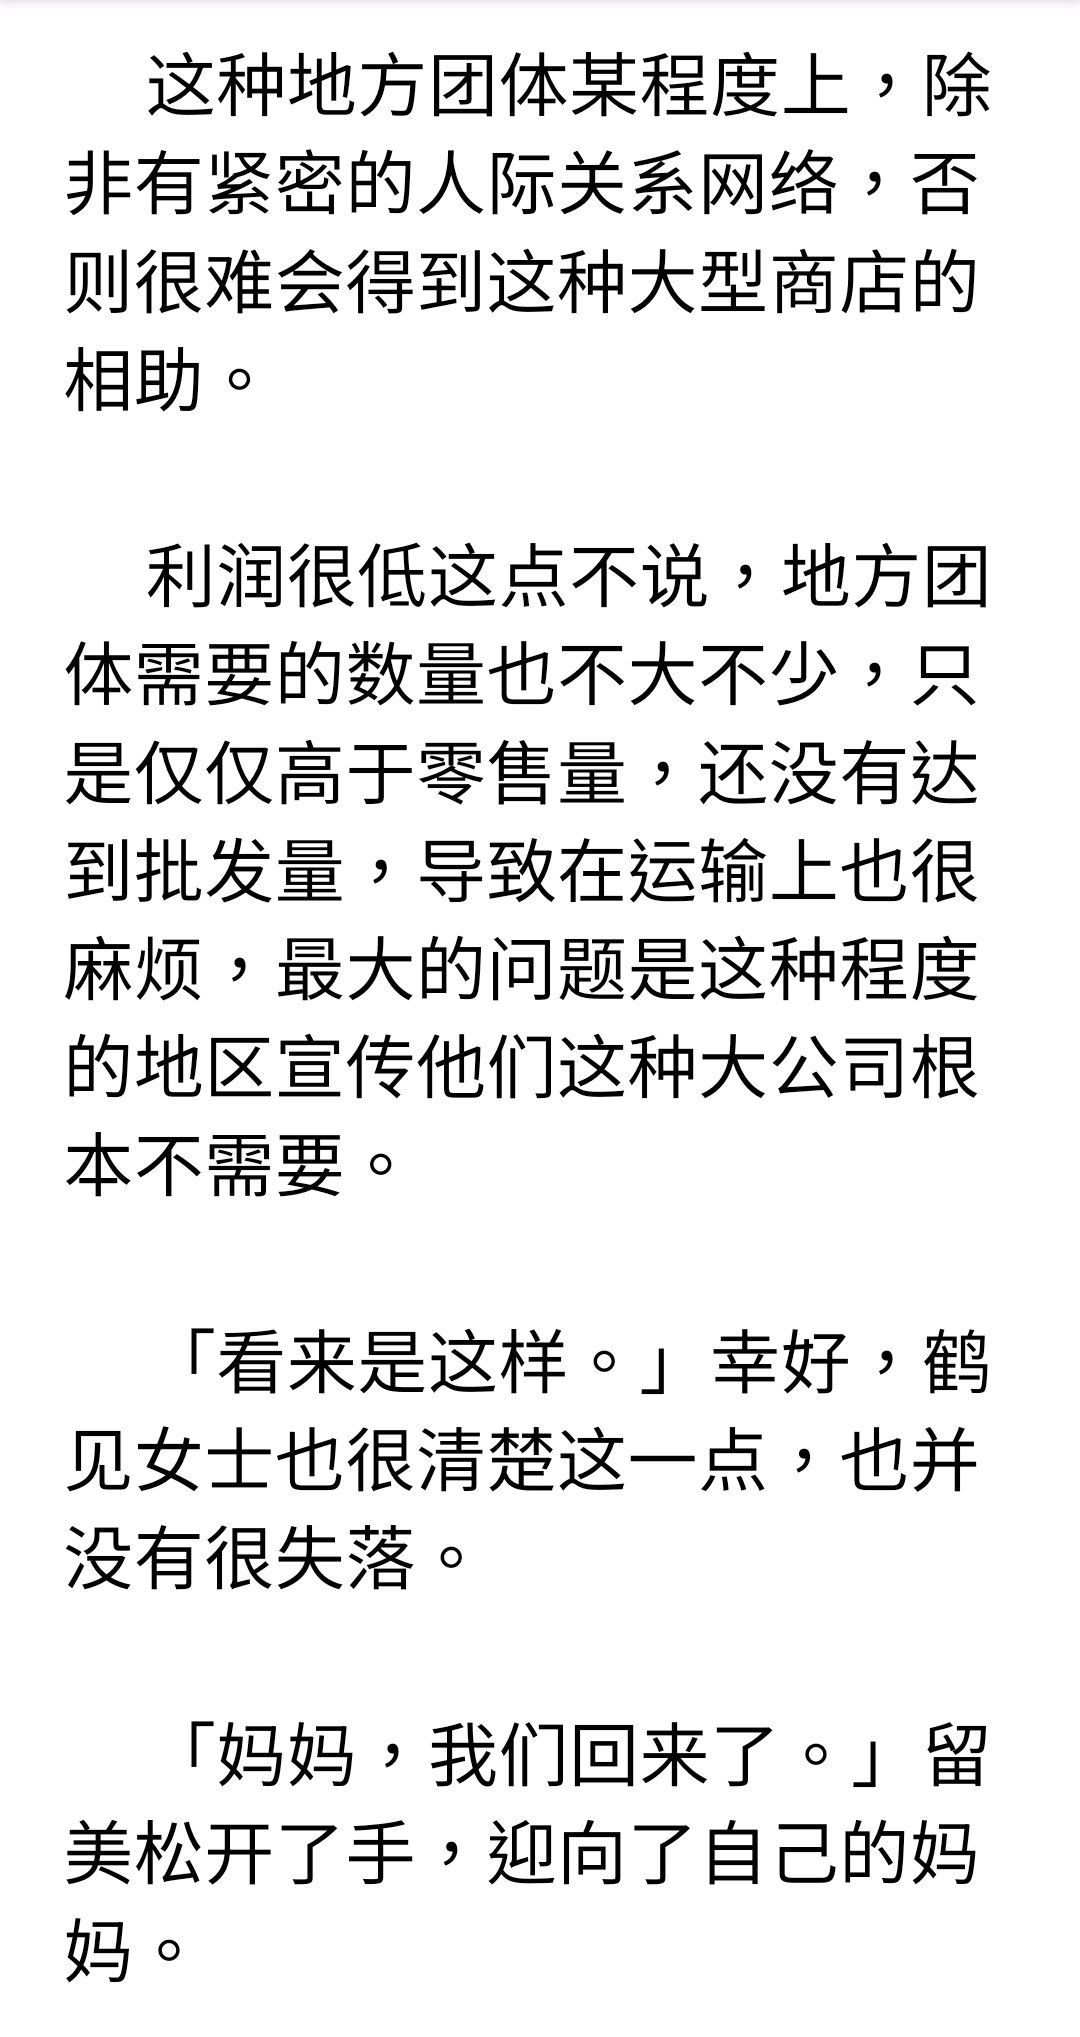 这种地方团体某程度上，除
非有紧密的人际关系网络，否
则很难会得到这种大型商店的
相助。
利润很低这点不说，地方团
体需要的数量也不大不少，只
是仅仅高于零售量，还没有达
到批发量，导致在运输上也很
麻烦，最大的问题是这种程度
的地区宣传他们这种大公司根
本不需要。
「看来是这样。」幸好，鹤
见女士也很清楚这一点，也并
没有很失落。
「妈妈，我们回来了。」留
美松开了手，迎向了自己的妈
妈。